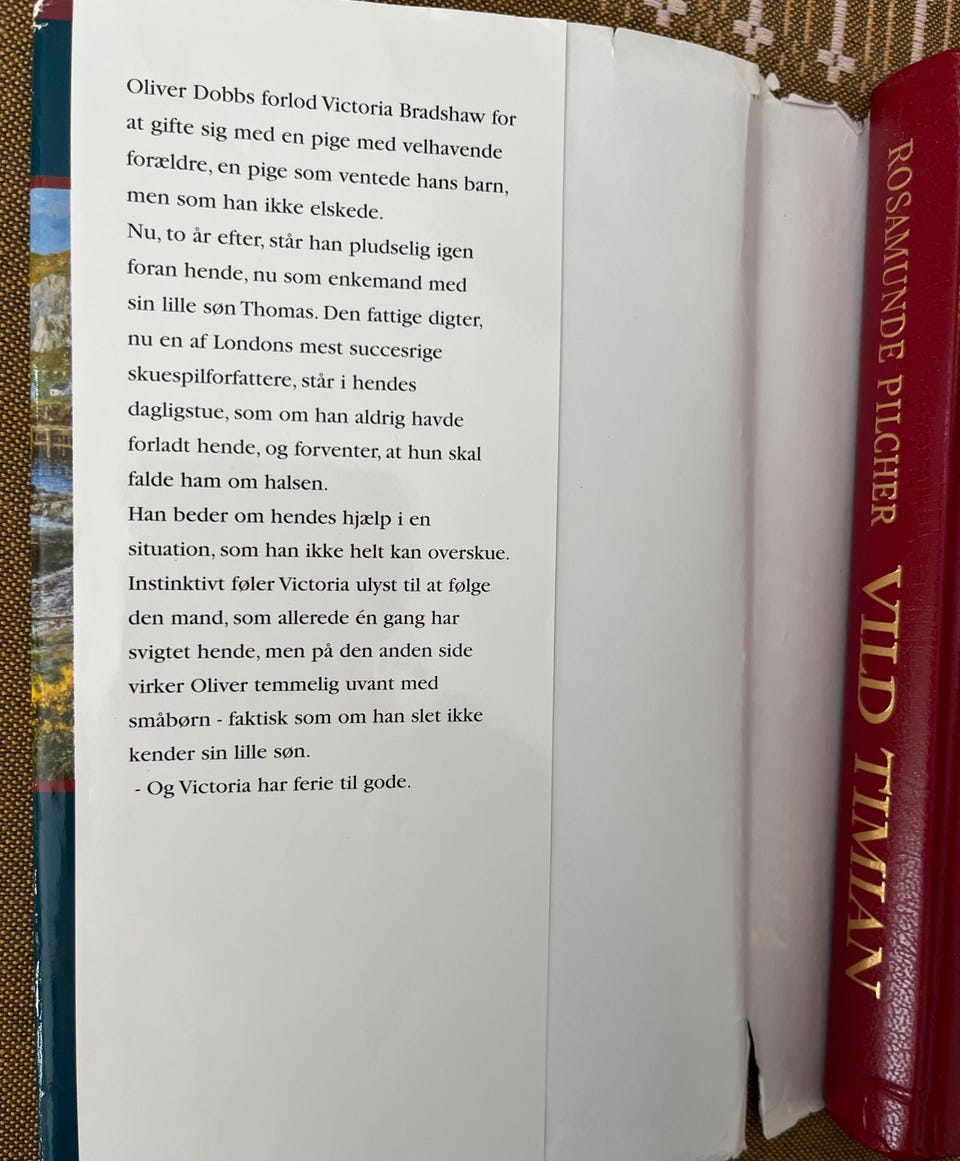 Oliver Dobbs forlod Victoria Bradshaw for
at gifte sig med en pige med velhavende
forældre, en pige som ventede hans barn,
men som han ikke elskede.
Nu, to år efter, står han pludselig igen
foran hende, nu som enkemand med
sin lille søn Thomas. Den fattige digter,
nu en af Londons mest succesrige
skuespilforfattere, står i hendes
dagligstue, som om han aldrig havde
forladt hende, og forventer, at hun skal
falde ham om halsen.
Han beder om hendes hjælp i en
situation, som han ikke helt kan overskue.
Instinktivt føler Victoria ulyst til at følge
den mand, som allerede én gang har
svigtet hende, men på den anden side
virker Oliver temmelig uvant med
småbørn - faktisk som om han slet ikke
kender sin lille søn.
- Og Victoria har ferie til gode.
ROSAMUNDE PILCHER VILD TIMIAN